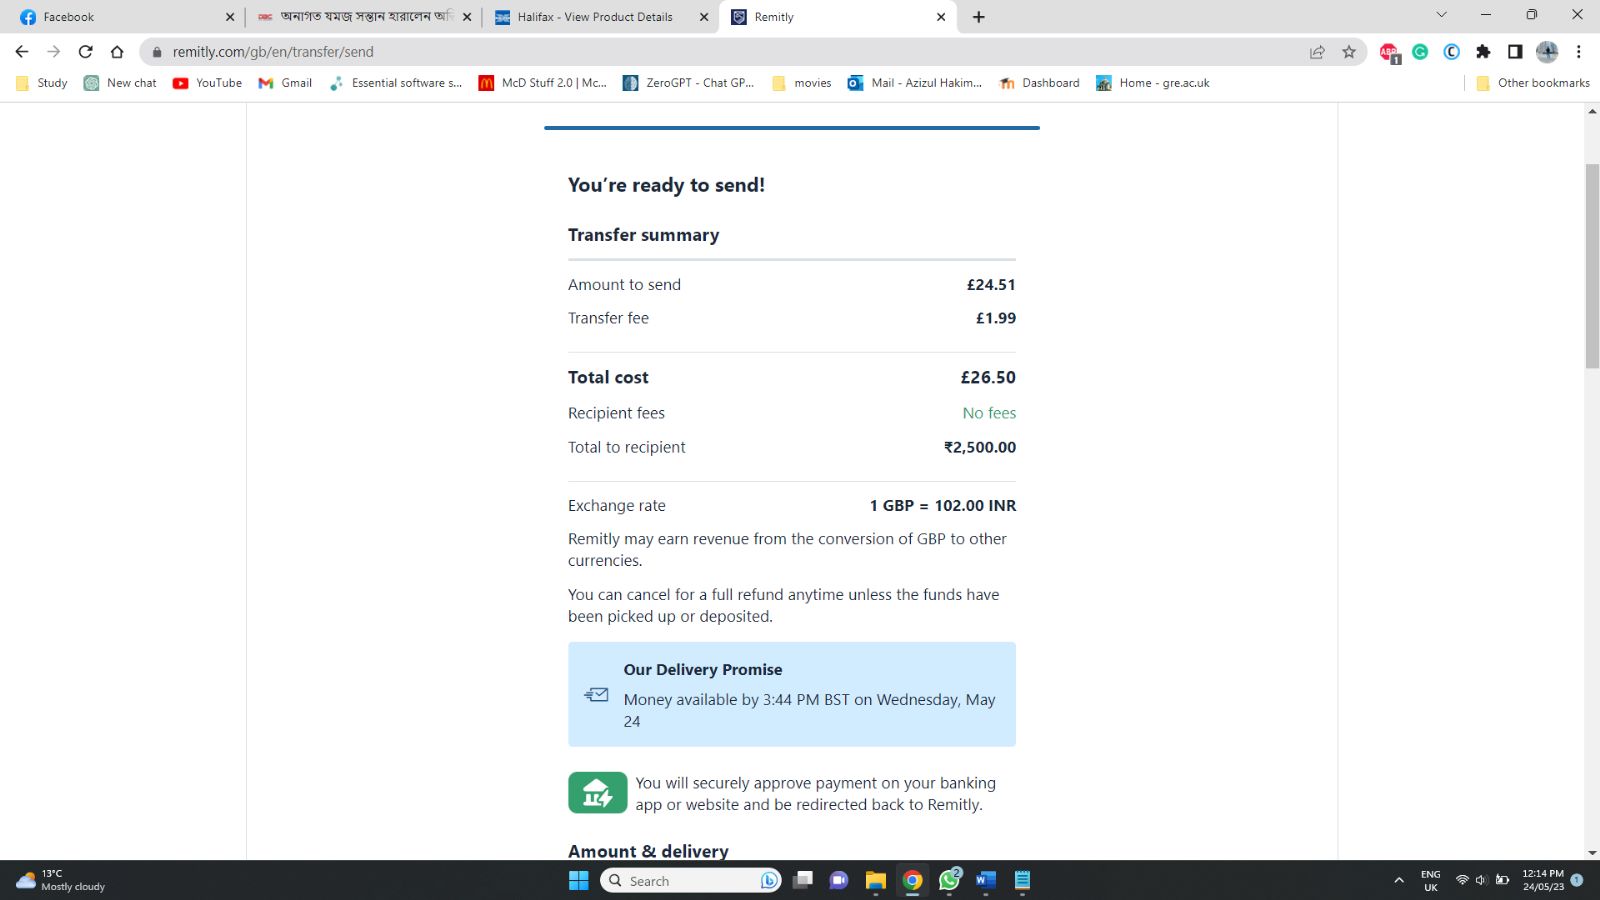 Facebook
DBC অনাগত যমজ সন্তান হারালেন
Halifax - View Product Details
Remitly
remitly.com/gb/en/transfer/send
ABP
1
Study
New chat
YouTube
Gmail
Essential software s...
McD Stuff 2.0 | Mc...
ZeroGPT - Chat GP...
movies
Mail - Azizul Hakim...
Dashboard
Home - gre.ac.uk
Other bookmarks
You’re ready to send!
Transfer summary
Amount to send £24.51
Transfer fee £1.99
Total cost £26.50
Recipient fees No fees
Total to recipient ₹2,500.00
Exchange rate 1 GBP = 102.00 INR
Remitly may earn revenue from the conversion of GBP to other
currencies.
You can cancel for a full refund anytime unless the funds have
been picked up or deposited.
Our Delivery Promise
Money available by 3:44 PM BST on Wednesday, May
24
You will securely approve payment on your banking
app or website and be redirected back to Remitly.
Amount & delivery
13°C
Mostly cloudy
Search
2
ENG
UK
12:14 PM
24/05/23
1